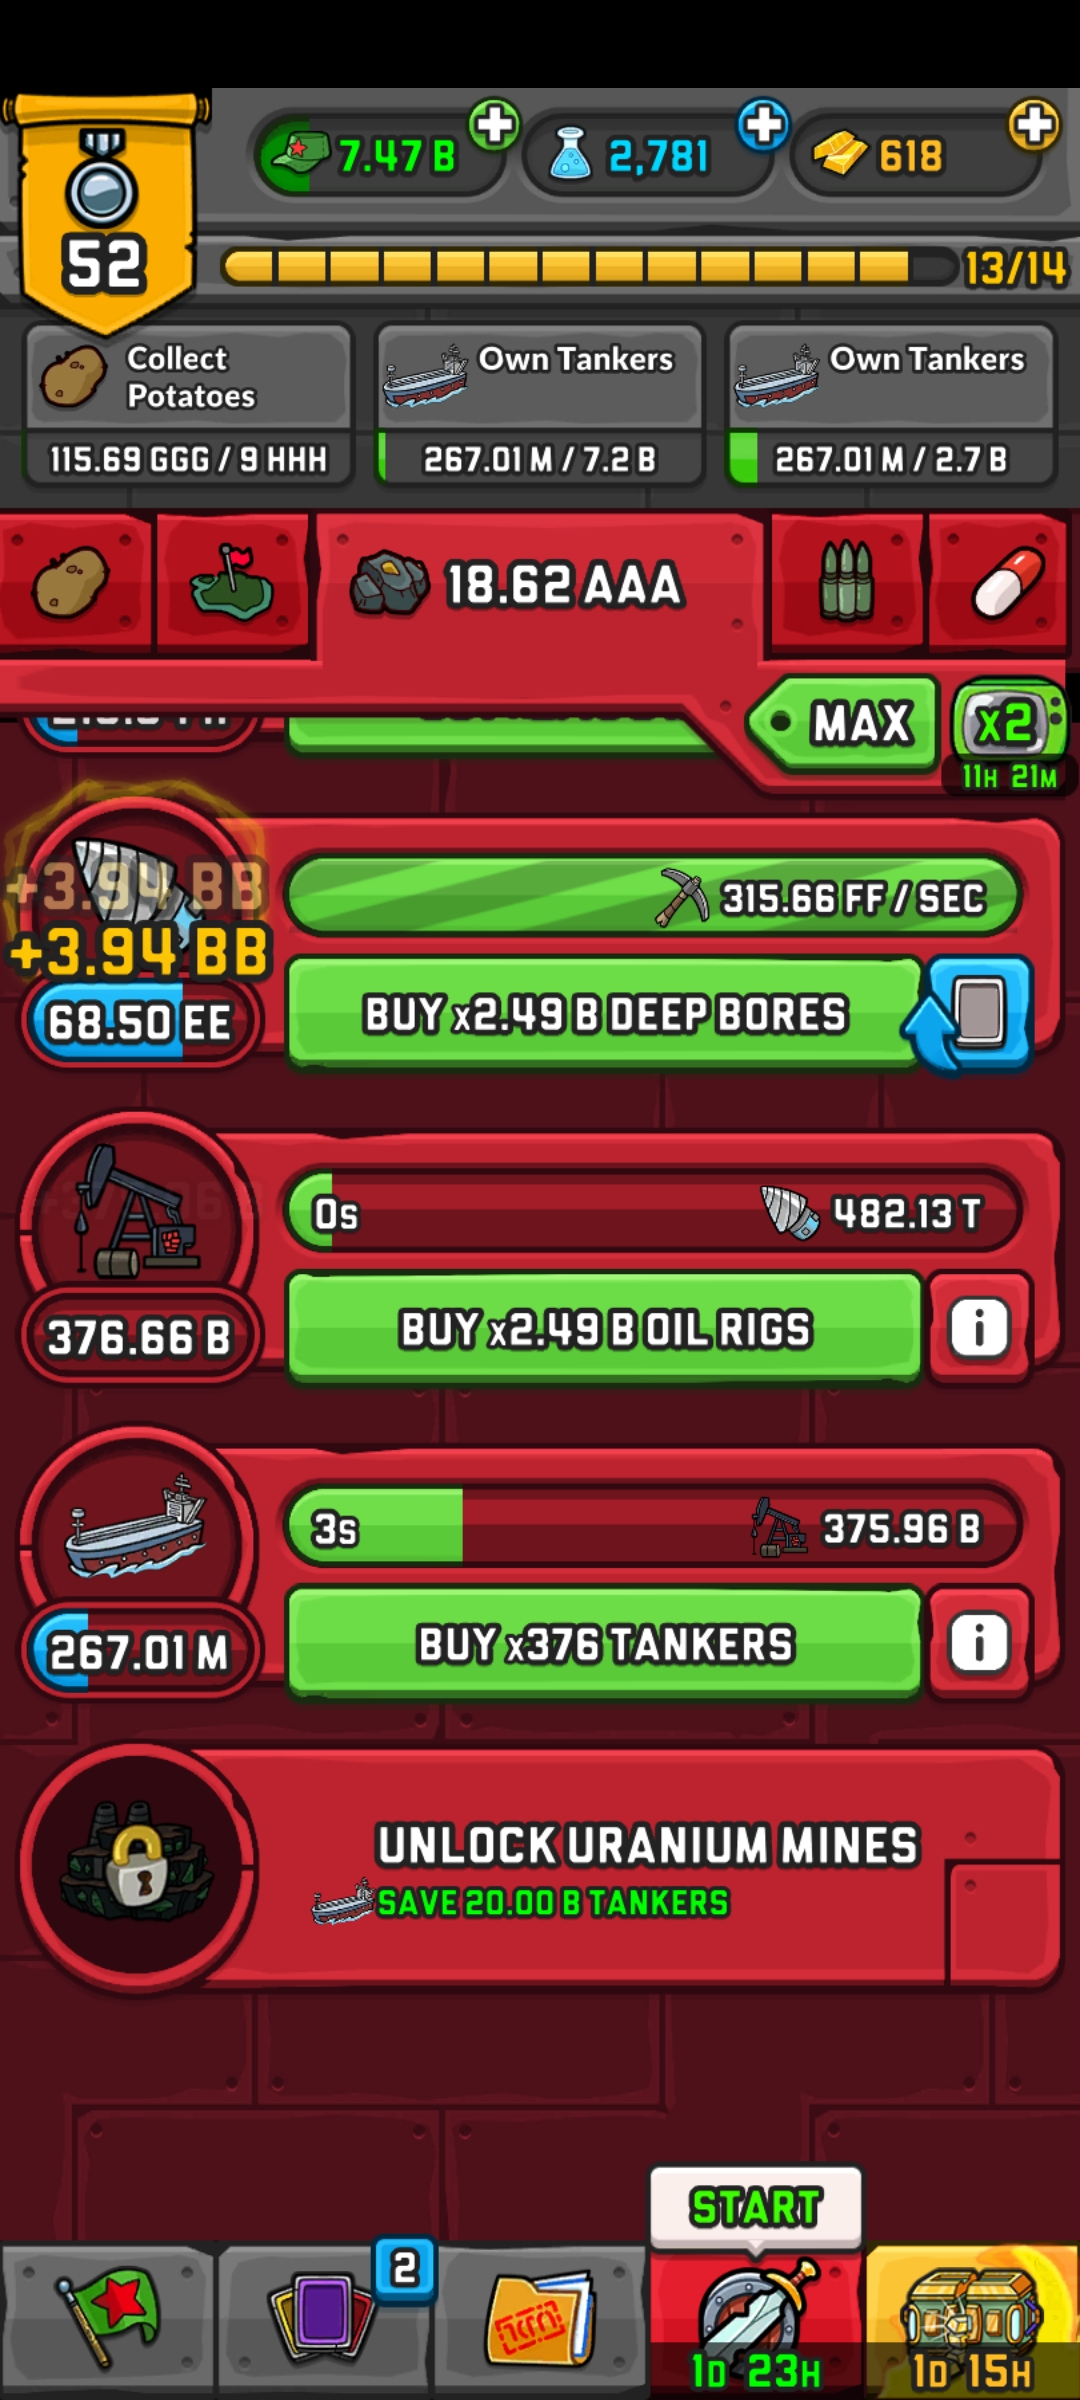 7.47 B
2,781
618
52
13/14
Collect
Potatoes
Own Tankers
Own Tankers
115.69 GGG / 9 HHH
267.01 M / 7.2 B
267.01 M / 2.7 B
18.62 AAA
MAX
x2
11H 21M
+3.94 BB
+3.94 BB
315.66 FF / SEC
68.50 EE
BUY x2.49 B DEEP BORES
0s
482.13 T
376.66 B
BUY x2.49 B OIL RIGS
i
3s
375.96 B
267.01 M
BUY x376 TANKERS
i
UNLOCK URANIUM MINES
SAVE 20.00 B TANKERS
START
2
1D 23H
1D 15H